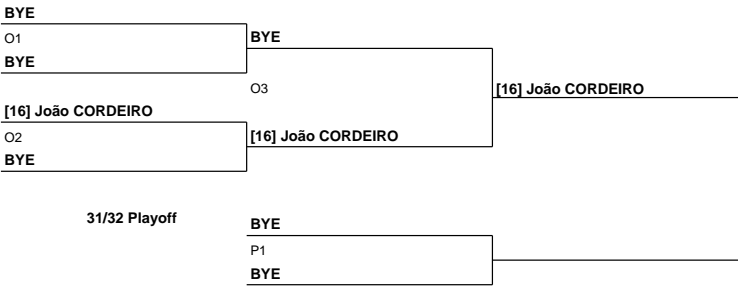 BYE
O1
BYE
BYE
O3
[16] João CORDEIRO
[16] João CORDEIRO
O2
[16] João CORDEIRO
BYE
31/32 Playoff
BYE
P1
BYE